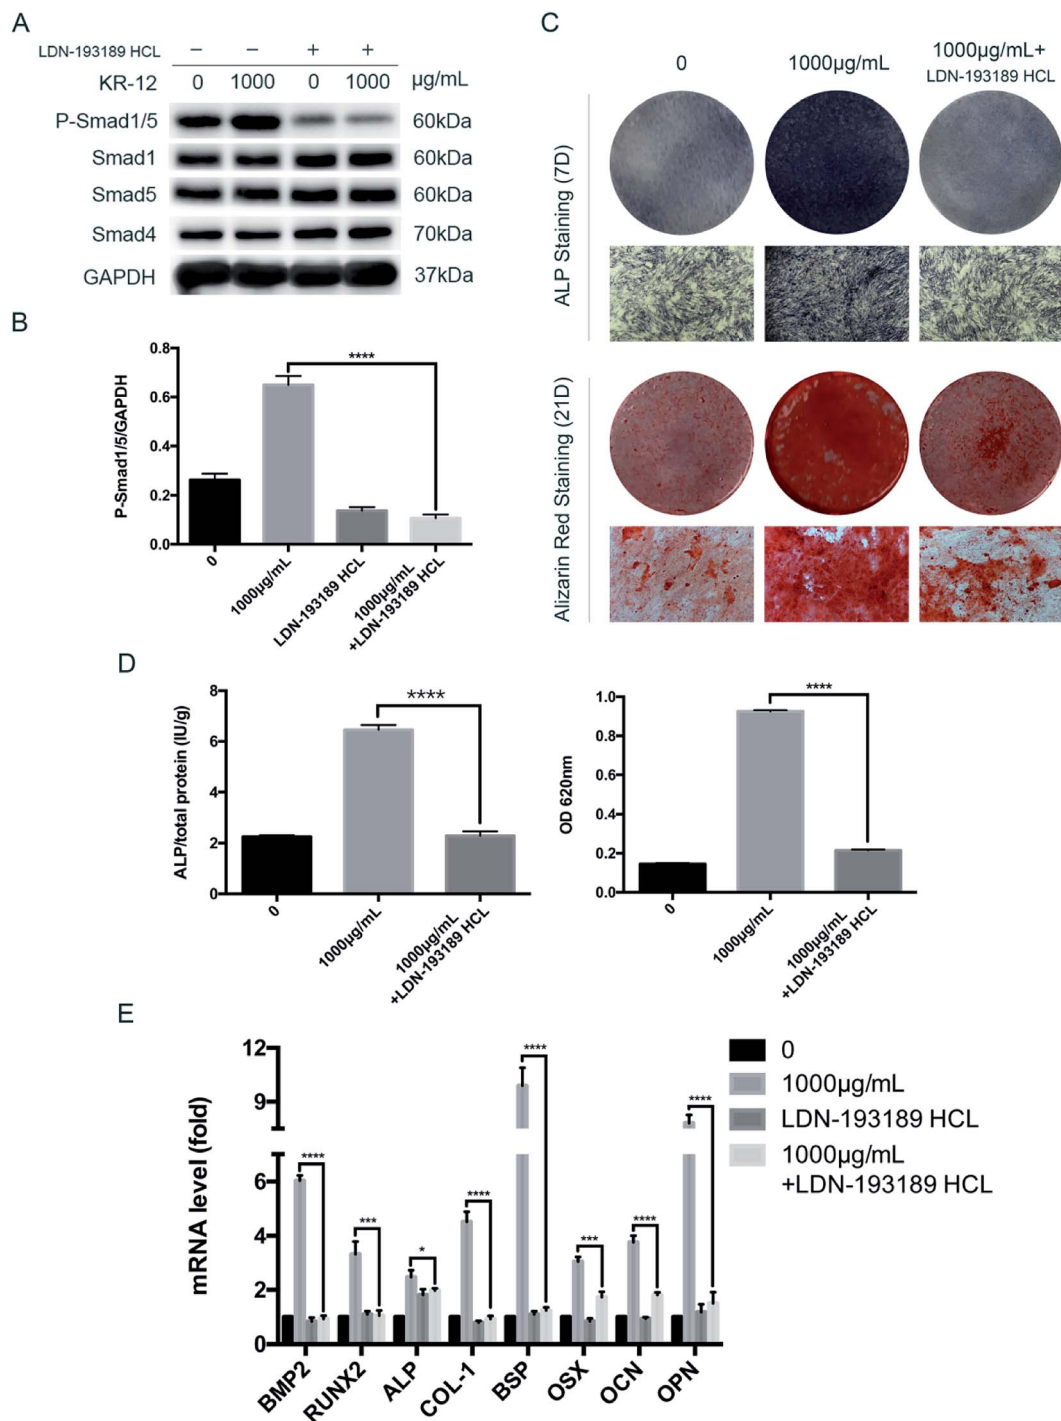 A
LDN-193189 HCL − − + +
KR-12 0 1000 0 1000 μg/mL
P-Smad1/5 60kDa
Smad1 60kDa
Smad5 60kDa
Smad4 70kDa
GAPDH 37kDa
B
P-Smad1/5/GAPDH
0.8
0.6
0.4
0.2
0.0
****
0
1000μg/mL
LDN-193189 HCL
1000μg/mL
+LDN-193189 HCL
C
0
1000μg/mL
1000μg/mL+
LDN-193189 HCL
ALP Staining (7D)
Alizarin Red Staining (21D)
D
ALP/total protein (IU/g)
8
6
4
2
0
****
0
1000μg/mL
1000μg/mL
+LDN-193189 HCL
OD 620nm
1.0
0.8
0.6
0.4
0.2
0.0
****
0
1000μg/mL
1000μg/mL
+LDN-193189 HCL
E
mRNA level (fold)
12
9
6
4
2
0
****
***
*
****
****
***
****
****
BMP2
RUNX2
ALP
COL-1
BSP
OSX
OCN
OPN
0
1000μg/mL
LDN-193189 HCL
1000μg/mL
+LDN-193189 HCL